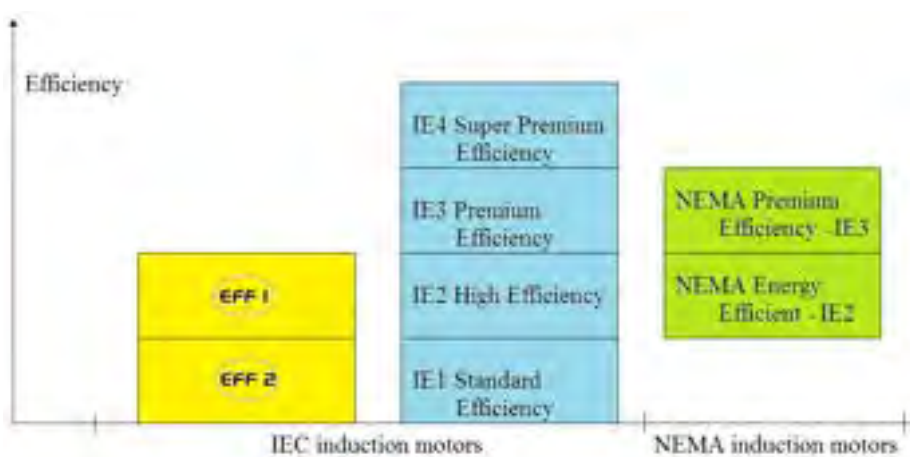 Efficiency
EFF 1
EFF 2
IE4 Super Premium
Efficiency
IE3 Premium
Efficiency
IE2 High Efficiency
IE1 Standard
Efficiency
NEMA Premium
Efficiency -IE3
NEMA Energy
Efficient - IE2
IEC induction motors
NEMA induction motors